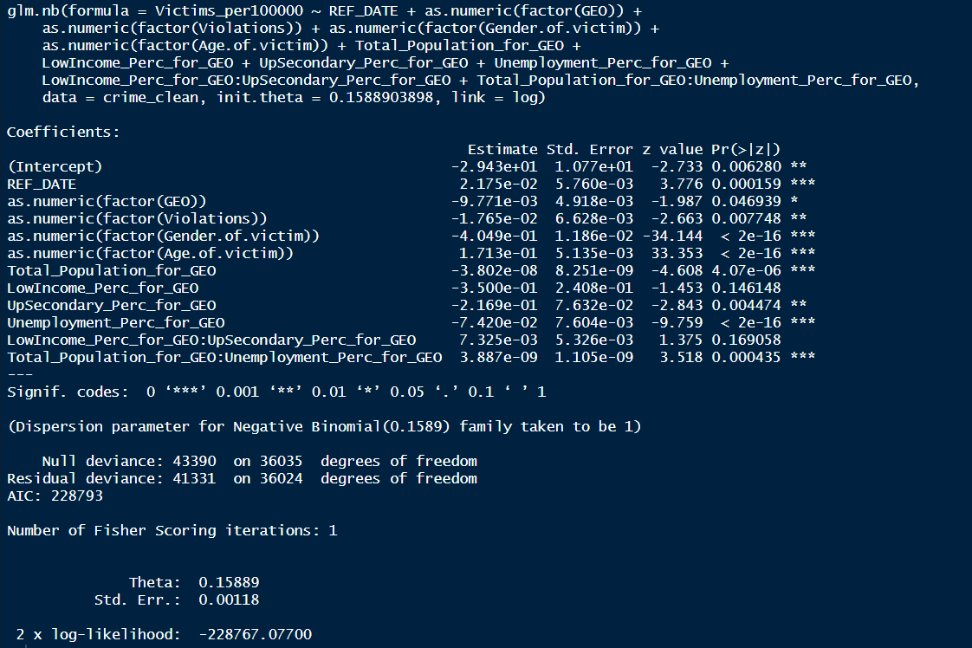 glm.nb(formula = Victims_per100000 ~ REF_DATE + as.numeric(factor(GEO)) +
    as.numeric(factor(Violations)) + as.numeric(factor(Gender.of.victim)) +
    as.numeric(factor(Age.of.victim)) + Total_Population_for_GEO +
    LowIncome_Perc_for_GEO + UpSecondary_Perc_for_GEO + Unemployment_Perc_for_GEO +
    LowIncome_Perc_for_GEO:UpSecondary_Perc_for_GEO + Total_Population_for_GEO:Unemployment_Perc_for_GEO,
    data = crime_clean, init.theta = 0.1588903898, link = log)

Coefficients:
                                                     Estimate Std. Error z value Pr(>|z|)
(Intercept)                                        -2.943e+01  1.077e+01  -2.733 0.006280 **
REF_DATE                                            2.175e-02  5.760e-03   3.776 0.000159 ***
as.numeric(factor(GEO))                            -9.771e-03  4.918e-03  -1.987 0.046939 *
as.numeric(factor(Violations))                     -1.765e-02  6.628e-03  -2.663 0.007748 **
as.numeric(factor(Gender.of.victim))               -4.049e-01  1.186e-02 -34.144  < 2e-16 ***
as.numeric(factor(Age.of.victim))                   1.713e-01  5.135e-03  33.353  < 2e-16 ***
Total_Population_for_GEO                           -3.802e-08  8.251e-09  -4.608 4.07e-06 ***
LowIncome_Perc_for_GEO                             -3.500e-01  2.408e-01  -1.453 0.146148
UpSecondary_Perc_for_GEO                           -2.169e-01  7.632e-02  -2.843 0.004474 **
Unemployment_Perc_for_GEO                          -7.420e-02  7.604e-03  -9.759  < 2e-16 ***
LowIncome_Perc_for_GEO:UpSecondary_Perc_for_GEO     7.325e-03  5.326e-03   1.375 0.169058
Total_Population_for_GEO:Unemployment_Perc_for_GEO  3.887e-09  1.105e-09   3.518 0.000435 ***
---
Signif. codes:  0 ‘***’ 0.001 ‘**’ 0.01 ‘*’ 0.05 ‘.’ 0.1 ‘ ’ 1

(Dispersion parameter for Negative Binomial(0.1589) family taken to be 1)

    Null deviance: 43390  on 36035  degrees of freedom
Residual deviance: 41331  on 36024  degrees of freedom
AIC: 228793

Number of Fisher Scoring iterations: 1


              Theta:  0.15889
          Std. Err.:  0.00118

 2 x log-likelihood:  -228767.07700